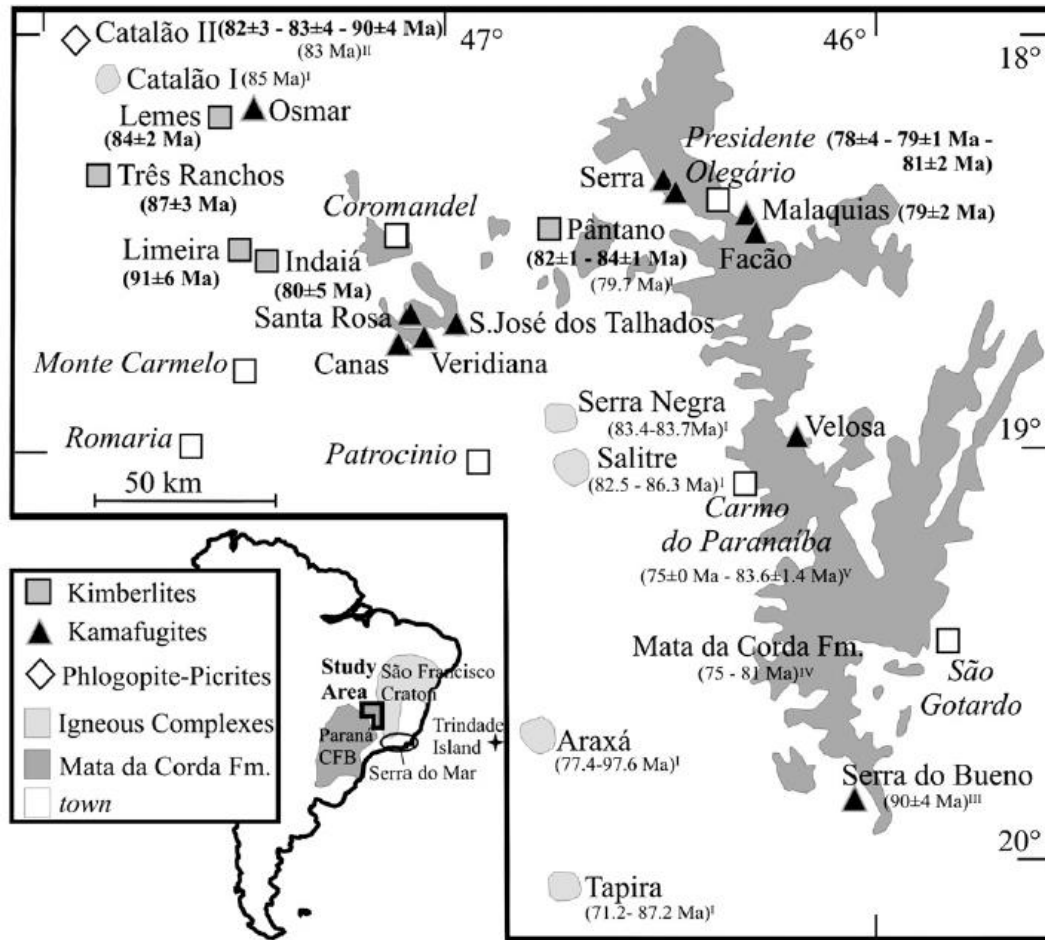 Catalão II (82±3 - 83±4 - 90±4 Ma)
(83 Ma)II
47°
46°
18°
Catalão I (85 Ma)I
Lemes
(84±2 Ma)
Osmar
Presidente
Olegário
(78±4 - 79±1 Ma -
81±2 Ma)
Três Ranchos
(87±3 Ma)
Serra
Coromandel
Malaquias (79±2 Ma)
Facão
Pântano
(82±1 - 84±1 Ma)
(79.7 Ma)I
Limeira
(91±6 Ma)
Indaiá
(80±5 Ma)
Santa Rosa
S.José dos Talhados
Canas
Veridiana
Monte Carmelo
Serra Negra
(83.4-83.7Ma)I
Velosa
19°
Romaria
Patrocinio
Salitre
(82.5 - 86.3 Ma)I
50 km
Carmo
do Paranaíba
(75±0 Ma - 83.6±1.4 Ma)V
Mata da Corda Fm.
(75 - 81 Ma)IV
São
Gotardo
Araxá
(77.4-97.6 Ma)I
Serra do Bueno
(90±4 Ma)III
20°
Tapira
(71.2- 87.2 Ma)I
Kimberlites
Kamafugites
Phlogopite-Picrites
Igneous Complexes
Mata da Corda Fm.
town
Study
Area
São Francisco
Craton
Paraná
CFB
Trindade
Island
Serra do Mar